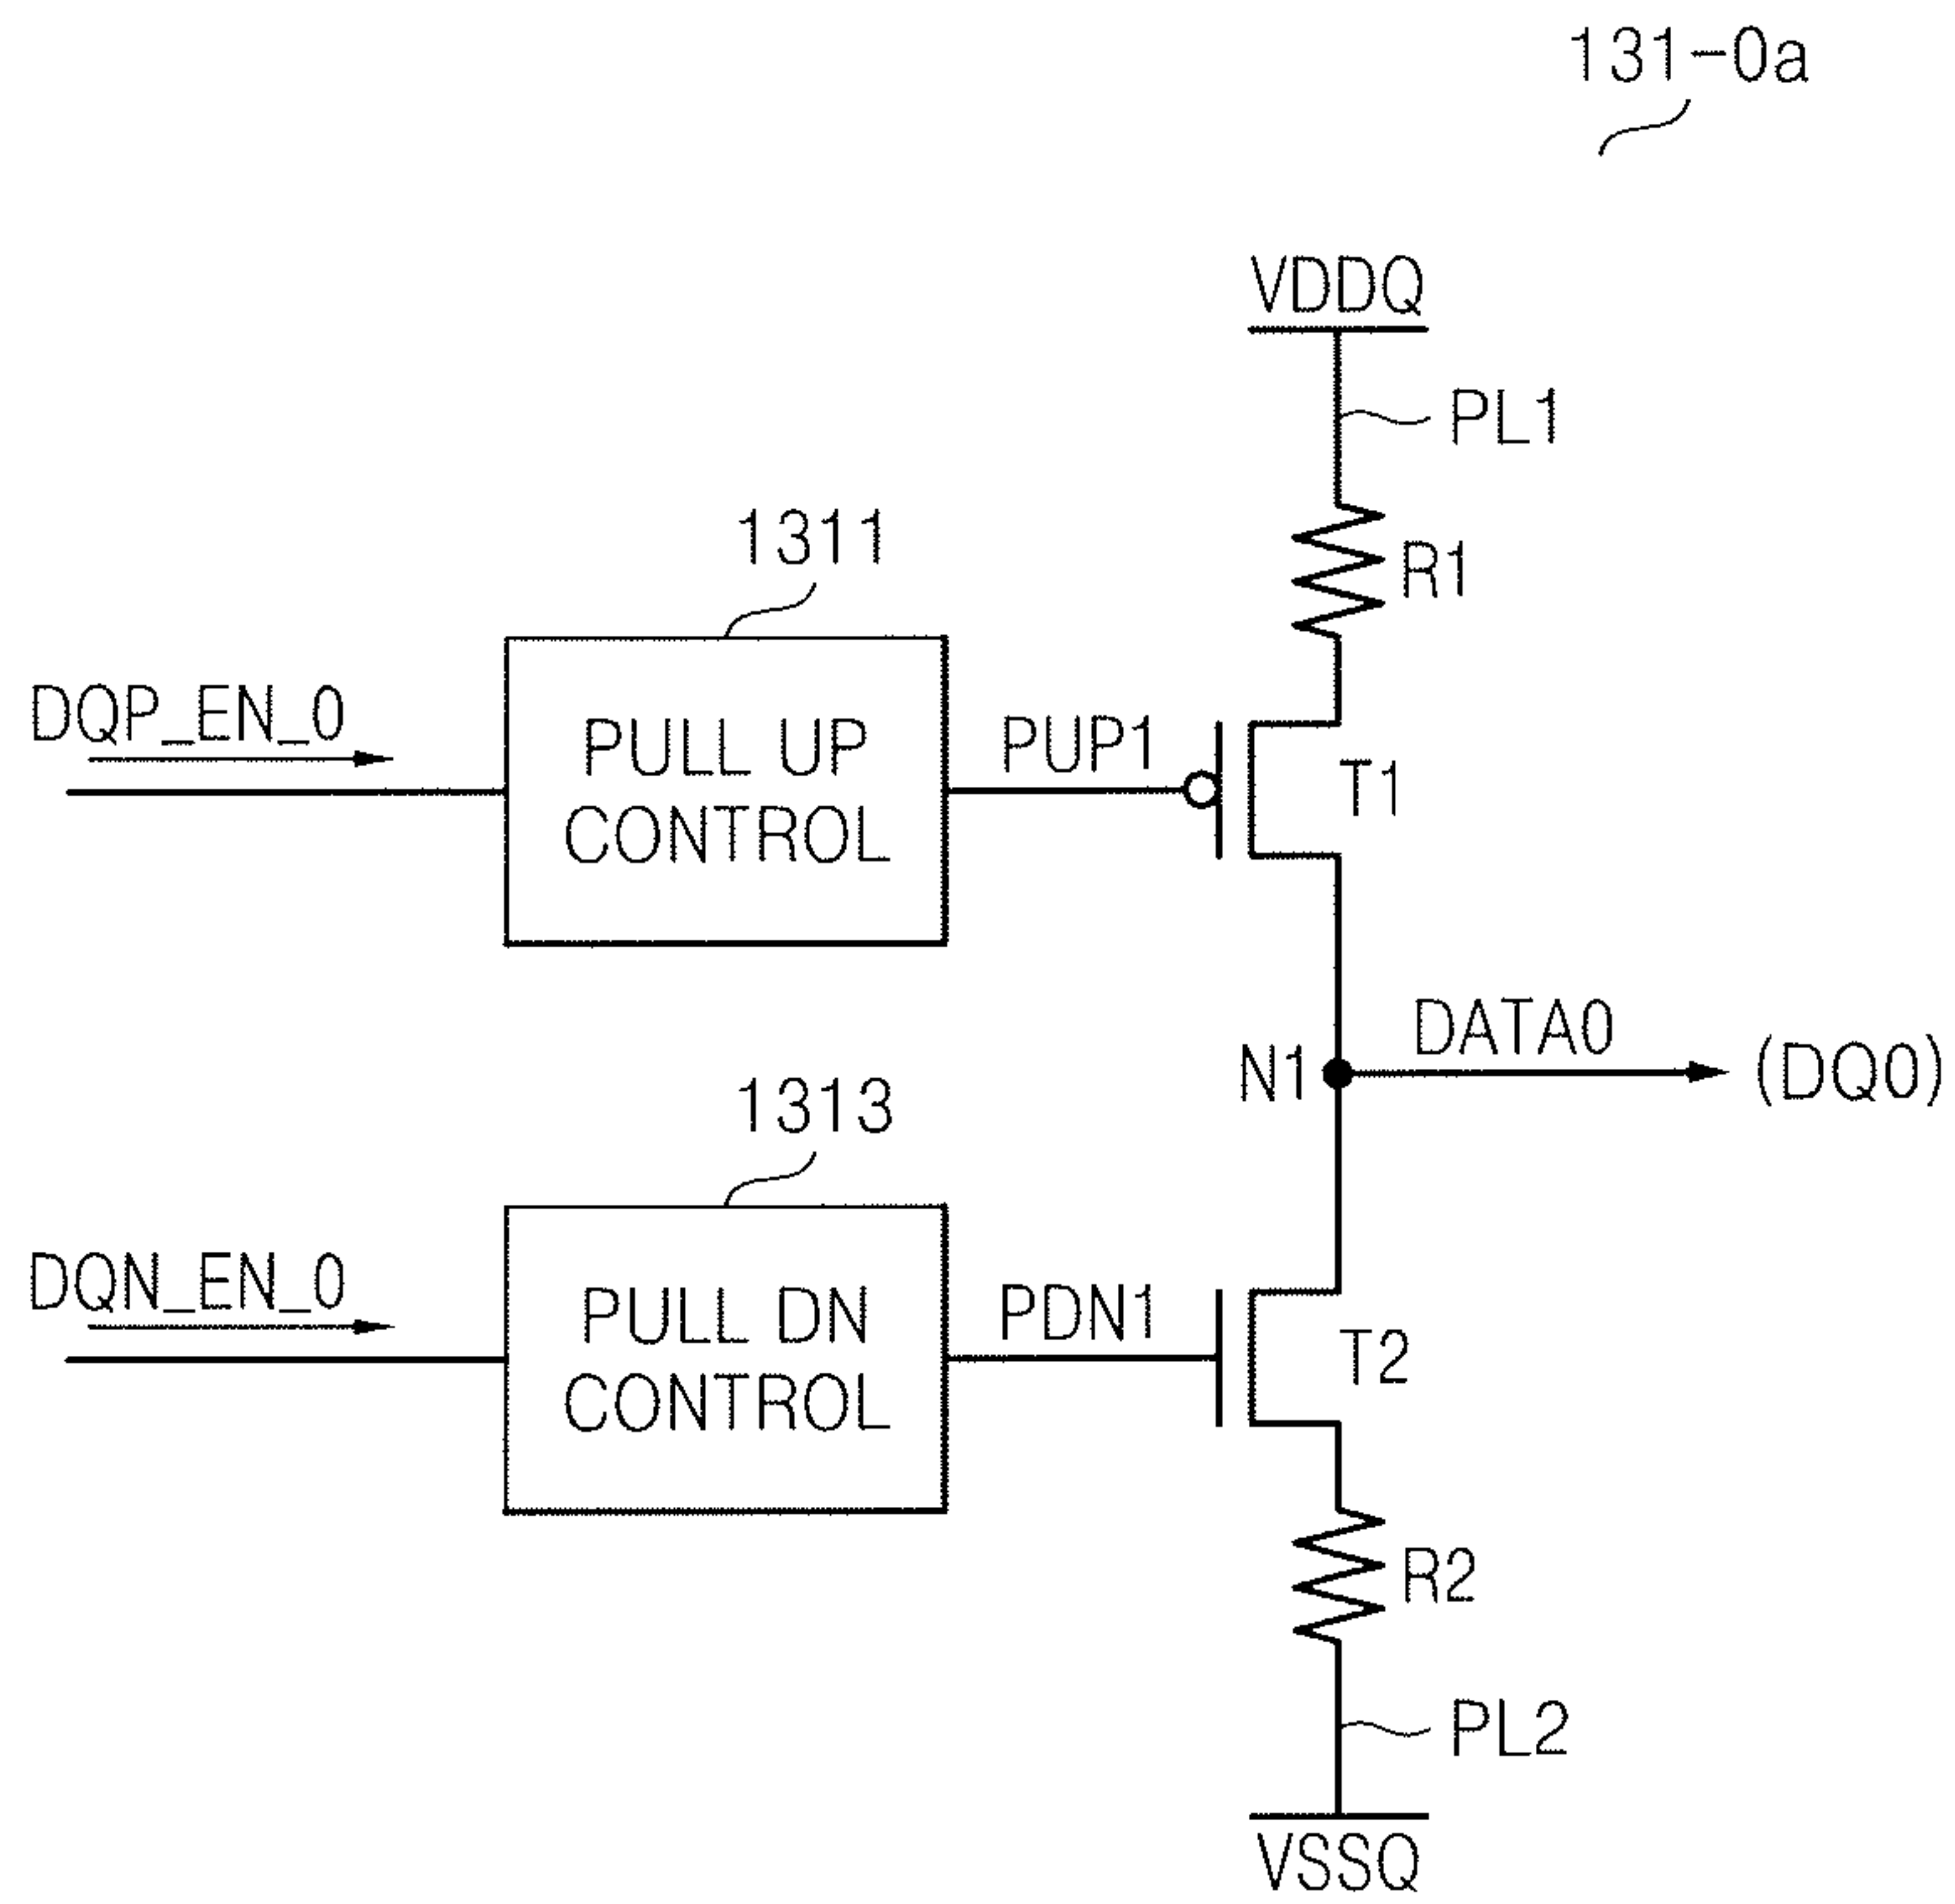 131-0a
VDDQ
PL1
R1
1311
DQP_EN_0
PULL UP
CONTROL
PUP1
T1
DATA0
N1
(DQ0)
1313
DQN_EN_0
PULL DN
CONTROL
PDN1
T2
R2
PL2
VSSQ